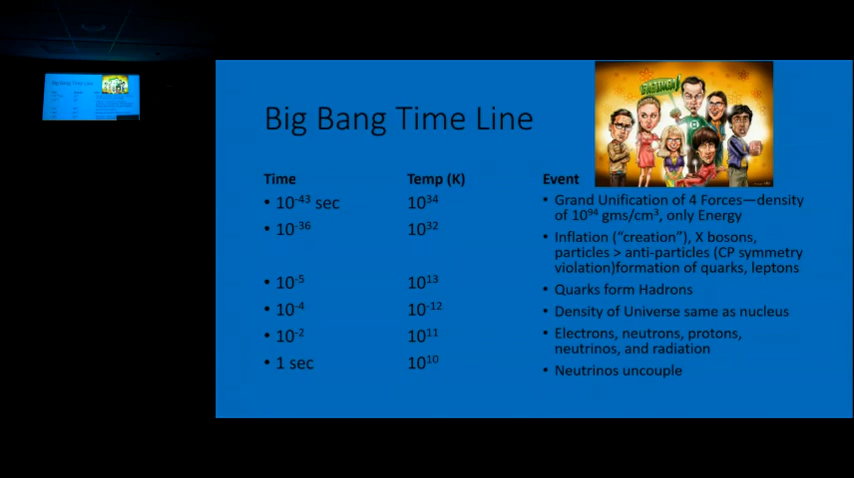 Big Bang Time Line
Time Temp (K) Event
• 10⁻⁴³ sec 10³⁴
• 10⁻³⁶ 10³²
• 10⁻⁵ 10¹³
• 10⁻⁴ 10⁻¹²
• 10⁻² 10¹¹
• 1 sec 10¹⁰
• Grand Unification of 4 Forces—density
of 10⁹⁴ gms/cm³, only Energy
• Inflation (“creation”), X bosons,
particles > anti-particles (CP symmetry
violation)formation of quarks, leptons
• Quarks form Hadrons
• Density of Universe same as nucleus
• Electrons, neutrons, protons,
neutrinos, and radiation
• Neutrinos uncouple